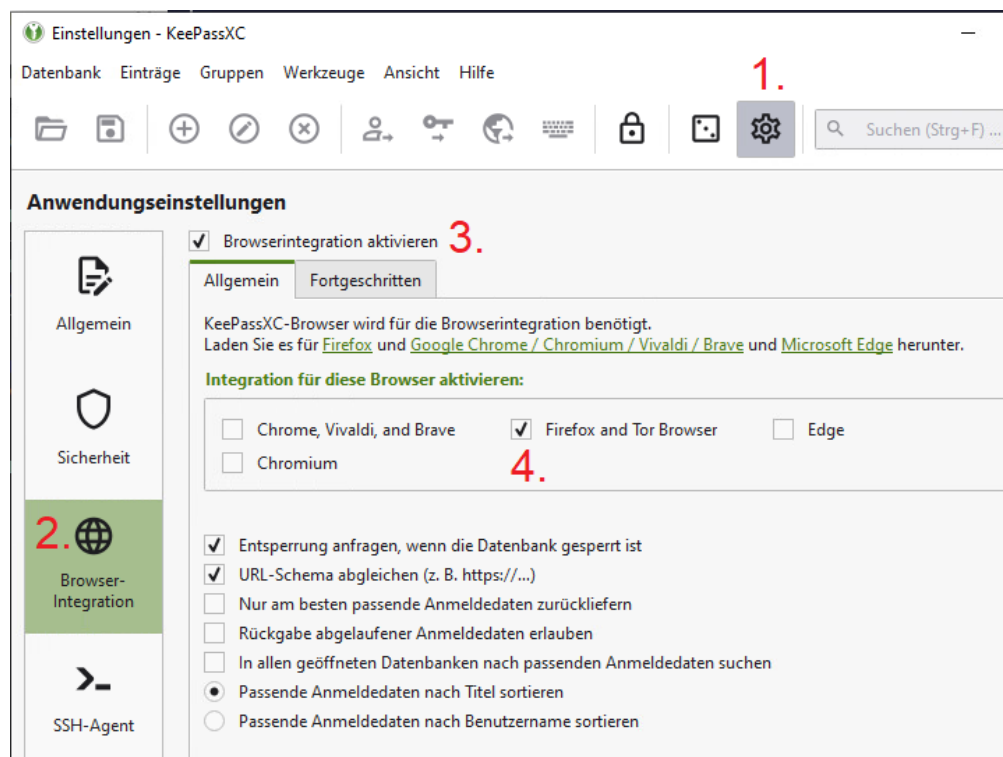 Einstellungen - KeePassXC
Datenbank Einträge Gruppen Werkzeuge Ansicht Hilfe
1.
Suchen (Strg+F) ...
Anwendungseinstellungen
Browserintegration aktivieren 3.
Allgemein Fortgeschritten
Allgemein
KeePassXC-Browser wird für die Browserintegration benötigt.
Laden Sie es für Firefox und Google Chrome / Chromium / Vivaldi / Brave und Microsoft Edge herunter.
Integration für diese Browser aktivieren:
Chrome, Vivaldi, and Brave Firefox and Tor Browser Edge
Sicherheit
Chromium 4.
2.
Browser-
Integration
Entsperrung anfragen, wenn die Datenbank gesperrt ist
URL-Schema abgleichen (z. B. https://...)
Nur am besten passende Anmeldedaten zurückliefern
Rückgabe abgelaufener Anmeldedaten erlauben
In allen geöffneten Datenbanken nach passenden Anmeldedaten suchen
Passende Anmeldedaten nach Titel sortieren
Passende Anmeldedaten nach Benutzername sortieren
SSH-Agent